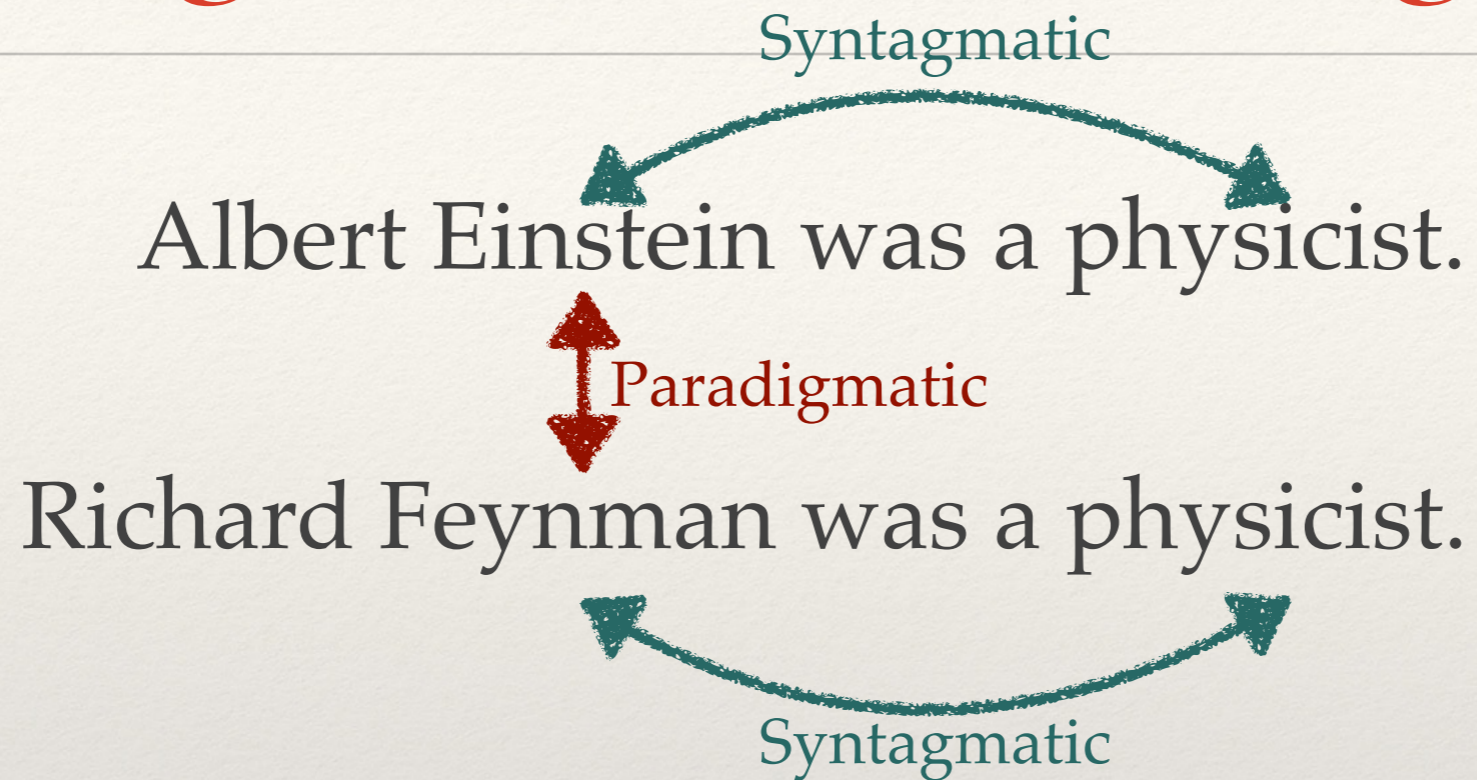 Syntagmatic
Albert Einstein was a physicist.
Paradigmatic
Richard Feynman was a physicist.
Syntagmatic